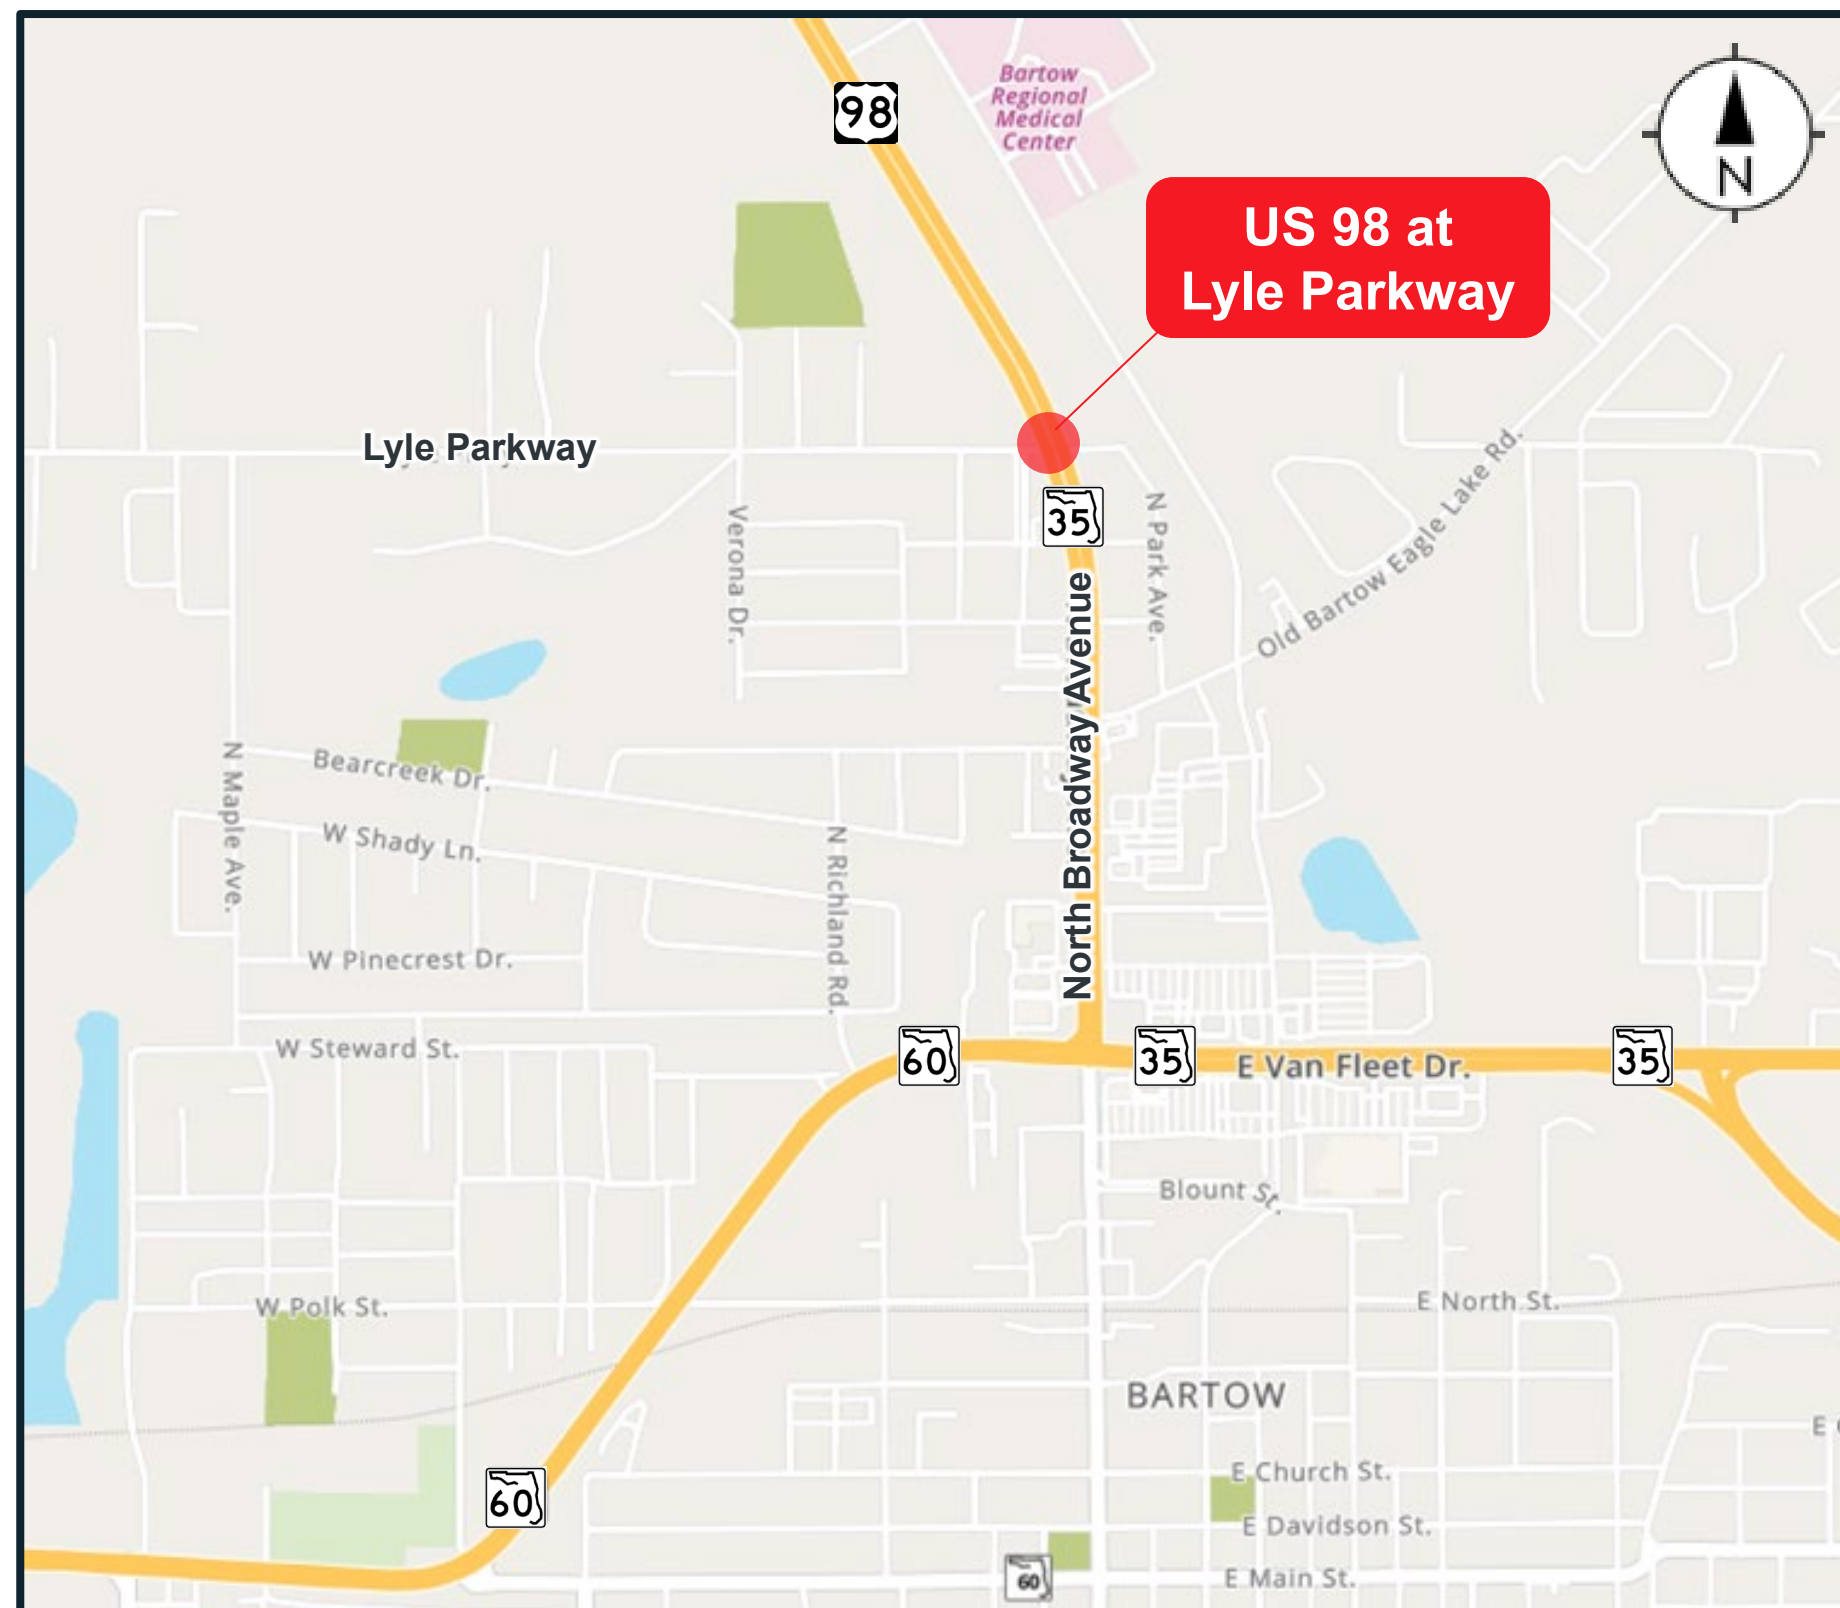 Bartow
Regional
Medical
Center
98
N
US 98 at
Lyle Parkway
Lyle Parkway
35
Verona Dr.
N Park Ave.
Old Bartow Eagle Lake Rd.
North Broadway Avenue
N Maple Ave.
Bearcreek Dr.
W Shady Ln.
N Richland Rd.
W Pinecrest Dr.
W Steward St.
60
35
E Van Fleet Dr.
35
Blount St.
W Polk St.
E North St.
BARTOW
E
E Church St.
60
E Davidson St.
60
E Main St.